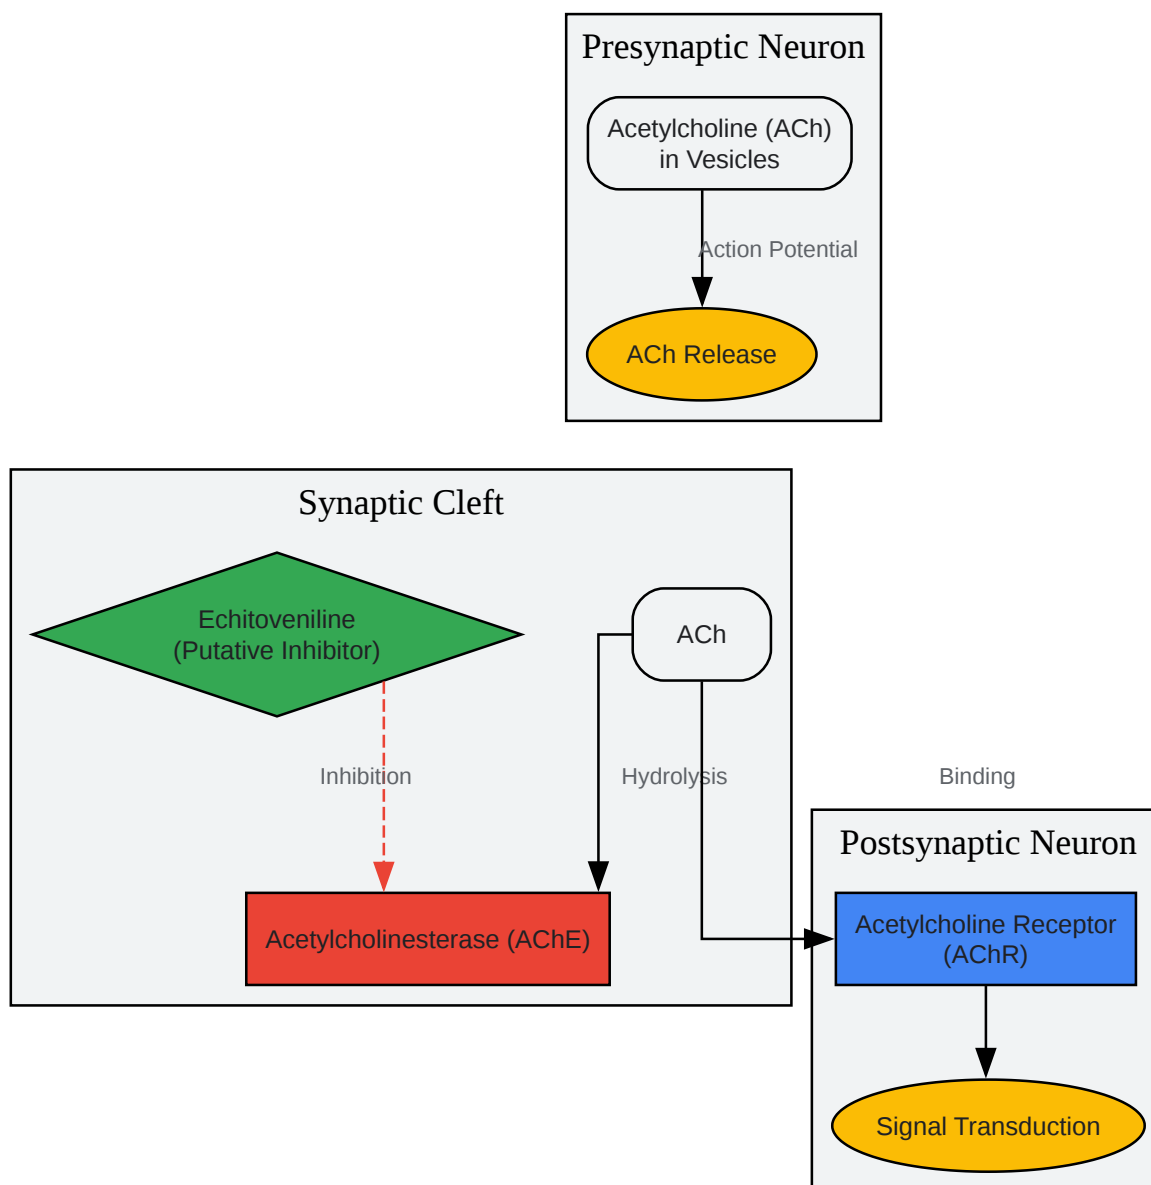 Presynaptic Neuron
Acetylcholine (ACh)
in Vesicles
Action Potential
ACh Release
Synaptic Cleft
Echitoveniline
(Putative Inhibitor)
ACh
Inhibition
Hydrolysis
Binding
Acetylcholinesterase (AChE)
Postsynaptic Neuron
Acetylcholine Receptor
(AChR)
Signal Transduction